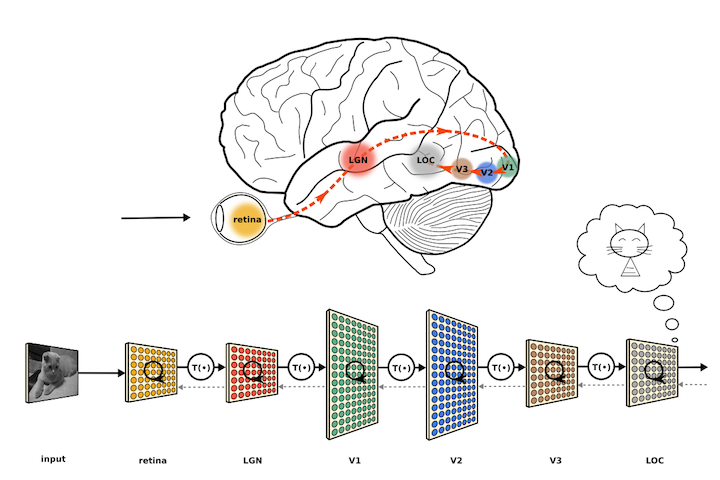 LGN
LOC
V3
V2
V1
retina
T(•)
T(•)
T(•)
T(•)
T(•)
input
retina
LGN
V1
V2
V3
LOC